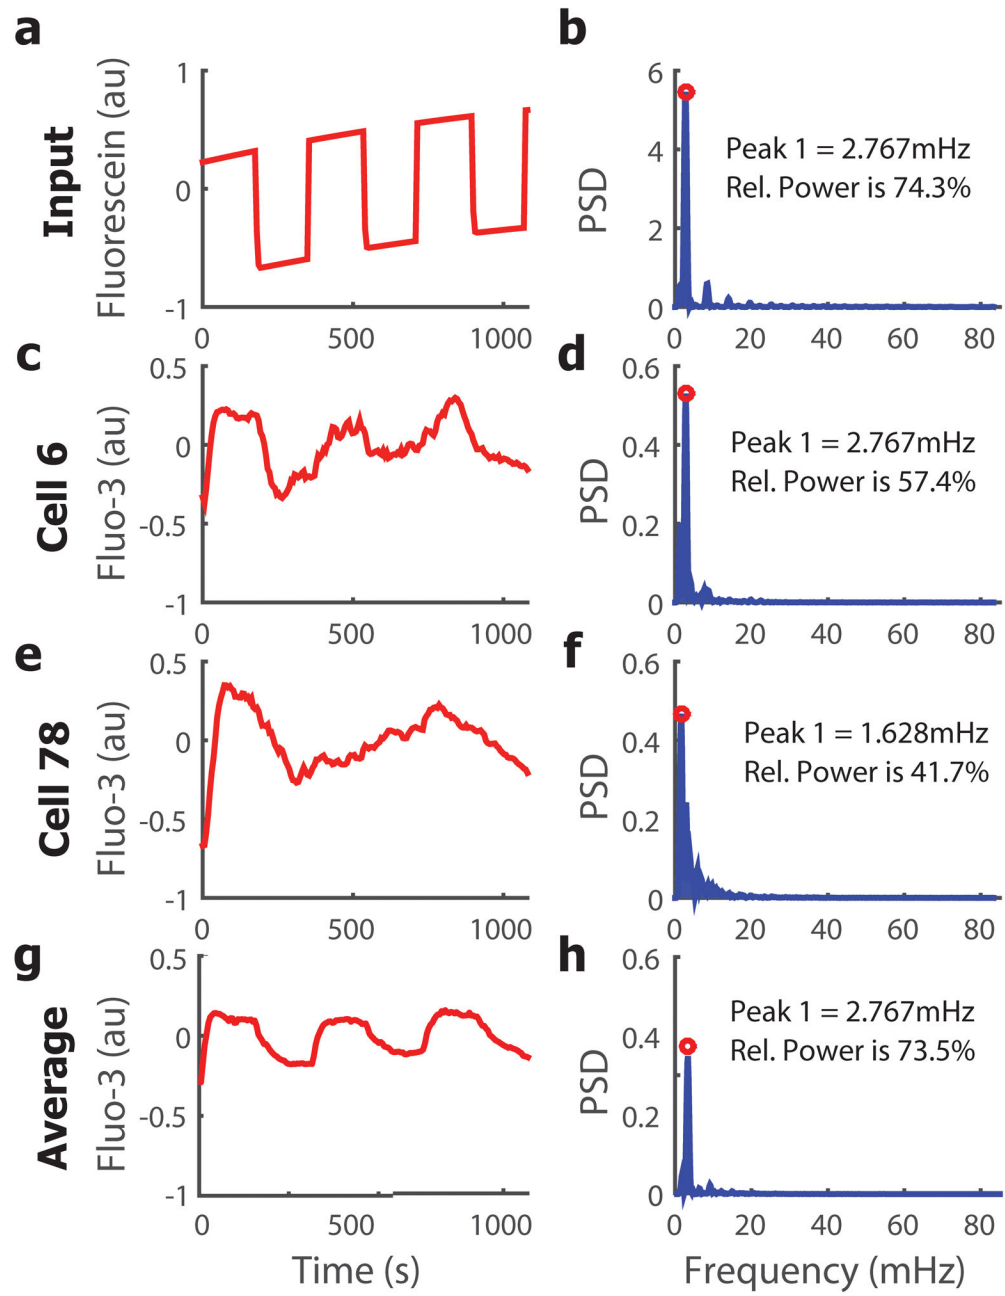 a
Input
Fluorescein (au)
1
0
-1
0
500
1000
b
PSD
6
4
2
0
Peak 1 = 2.767mHz
Rel. Power is 74.3%
0
20
40
60
80
c
Cell 6
Fluo-3 (au)
0.5
0
-0.5
-1
0
500
1000
d
PSD
0.6
0.4
0.2
0
Peak 1 = 2.767mHz
Rel. Power is 57.4%
0
20
40
60
80
e
Cell 78
Fluo-3 (au)
0.5
0
-0.5
-1
0
500
1000
f
PSD
0.6
0.4
0.2
0
Peak 1 = 1.628mHz
Rel. Power is 41.7%
0
20
40
60
80
g
Average
Fluo-3 (au)
0.5
0
-0.5
-1
0
500
1000
Time (s)
h
PSD
0.6
0.4
0.2
0
Peak 1 = 2.767mHz
Rel. Power is 73.5%
0
20
40
60
80
Frequency (mHz)